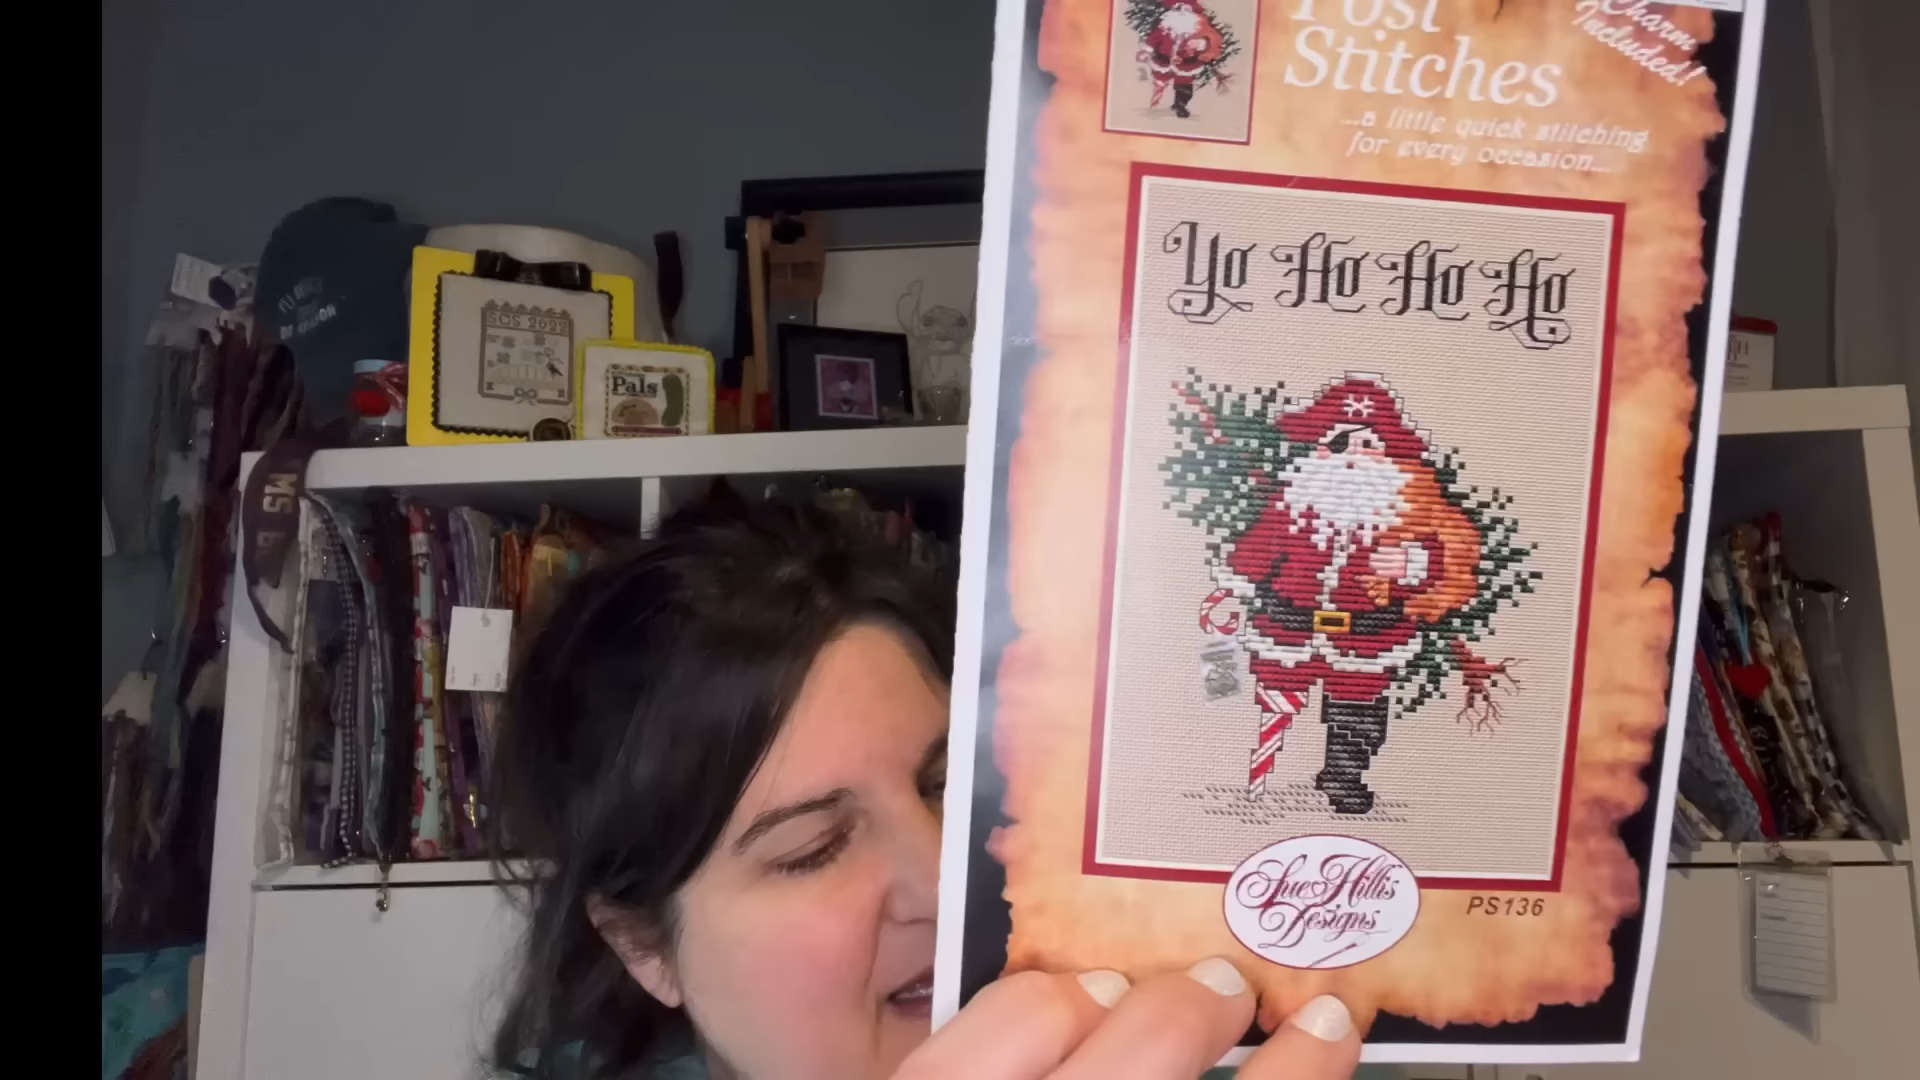 Post
Stitches
...a little quick stitching
for every occasion...
Charm
Included!
Yo Ho Ho Ho
Sue Hillis
Designs
PS136
SCS 2022
Pals
MS B